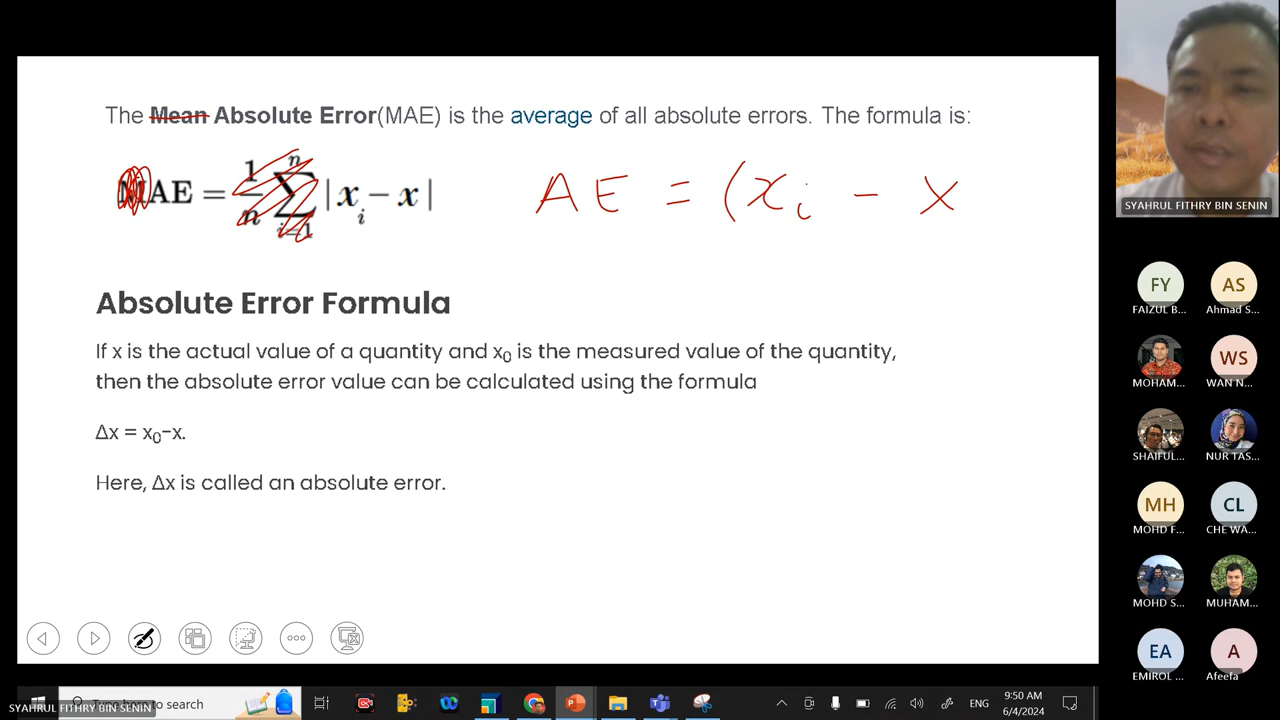 The Mean Absolute Error(MAE) is the average of all absolute errors. The formula is:
MAE = 1/n n∑i=1 |xᵢ − x|
AE = (xᵢ − x
Absolute Error Formula
If x is the actual value of a quantity and x₀ is the measured value of the quantity,
then the absolute error value can be calculated using the formula
Δx = x₀-x.
Here, Δx is called an absolute error.
SYAHRUL FITHRY BIN SENIN
FY
FAIZUL B...
AS
Ahmad S...
MOHAM...
WS
WAN N...
SHAIFUL...
NUR TAS...
MH
MOHD F...
CL
CHE WA...
MOHD S...
MUHAM...
EA
EMIROL ...
A
Afeefa
Type here to search
SYAHRUL FITHRY BIN SENIN
ENG
9:50 AM
6/4/2024